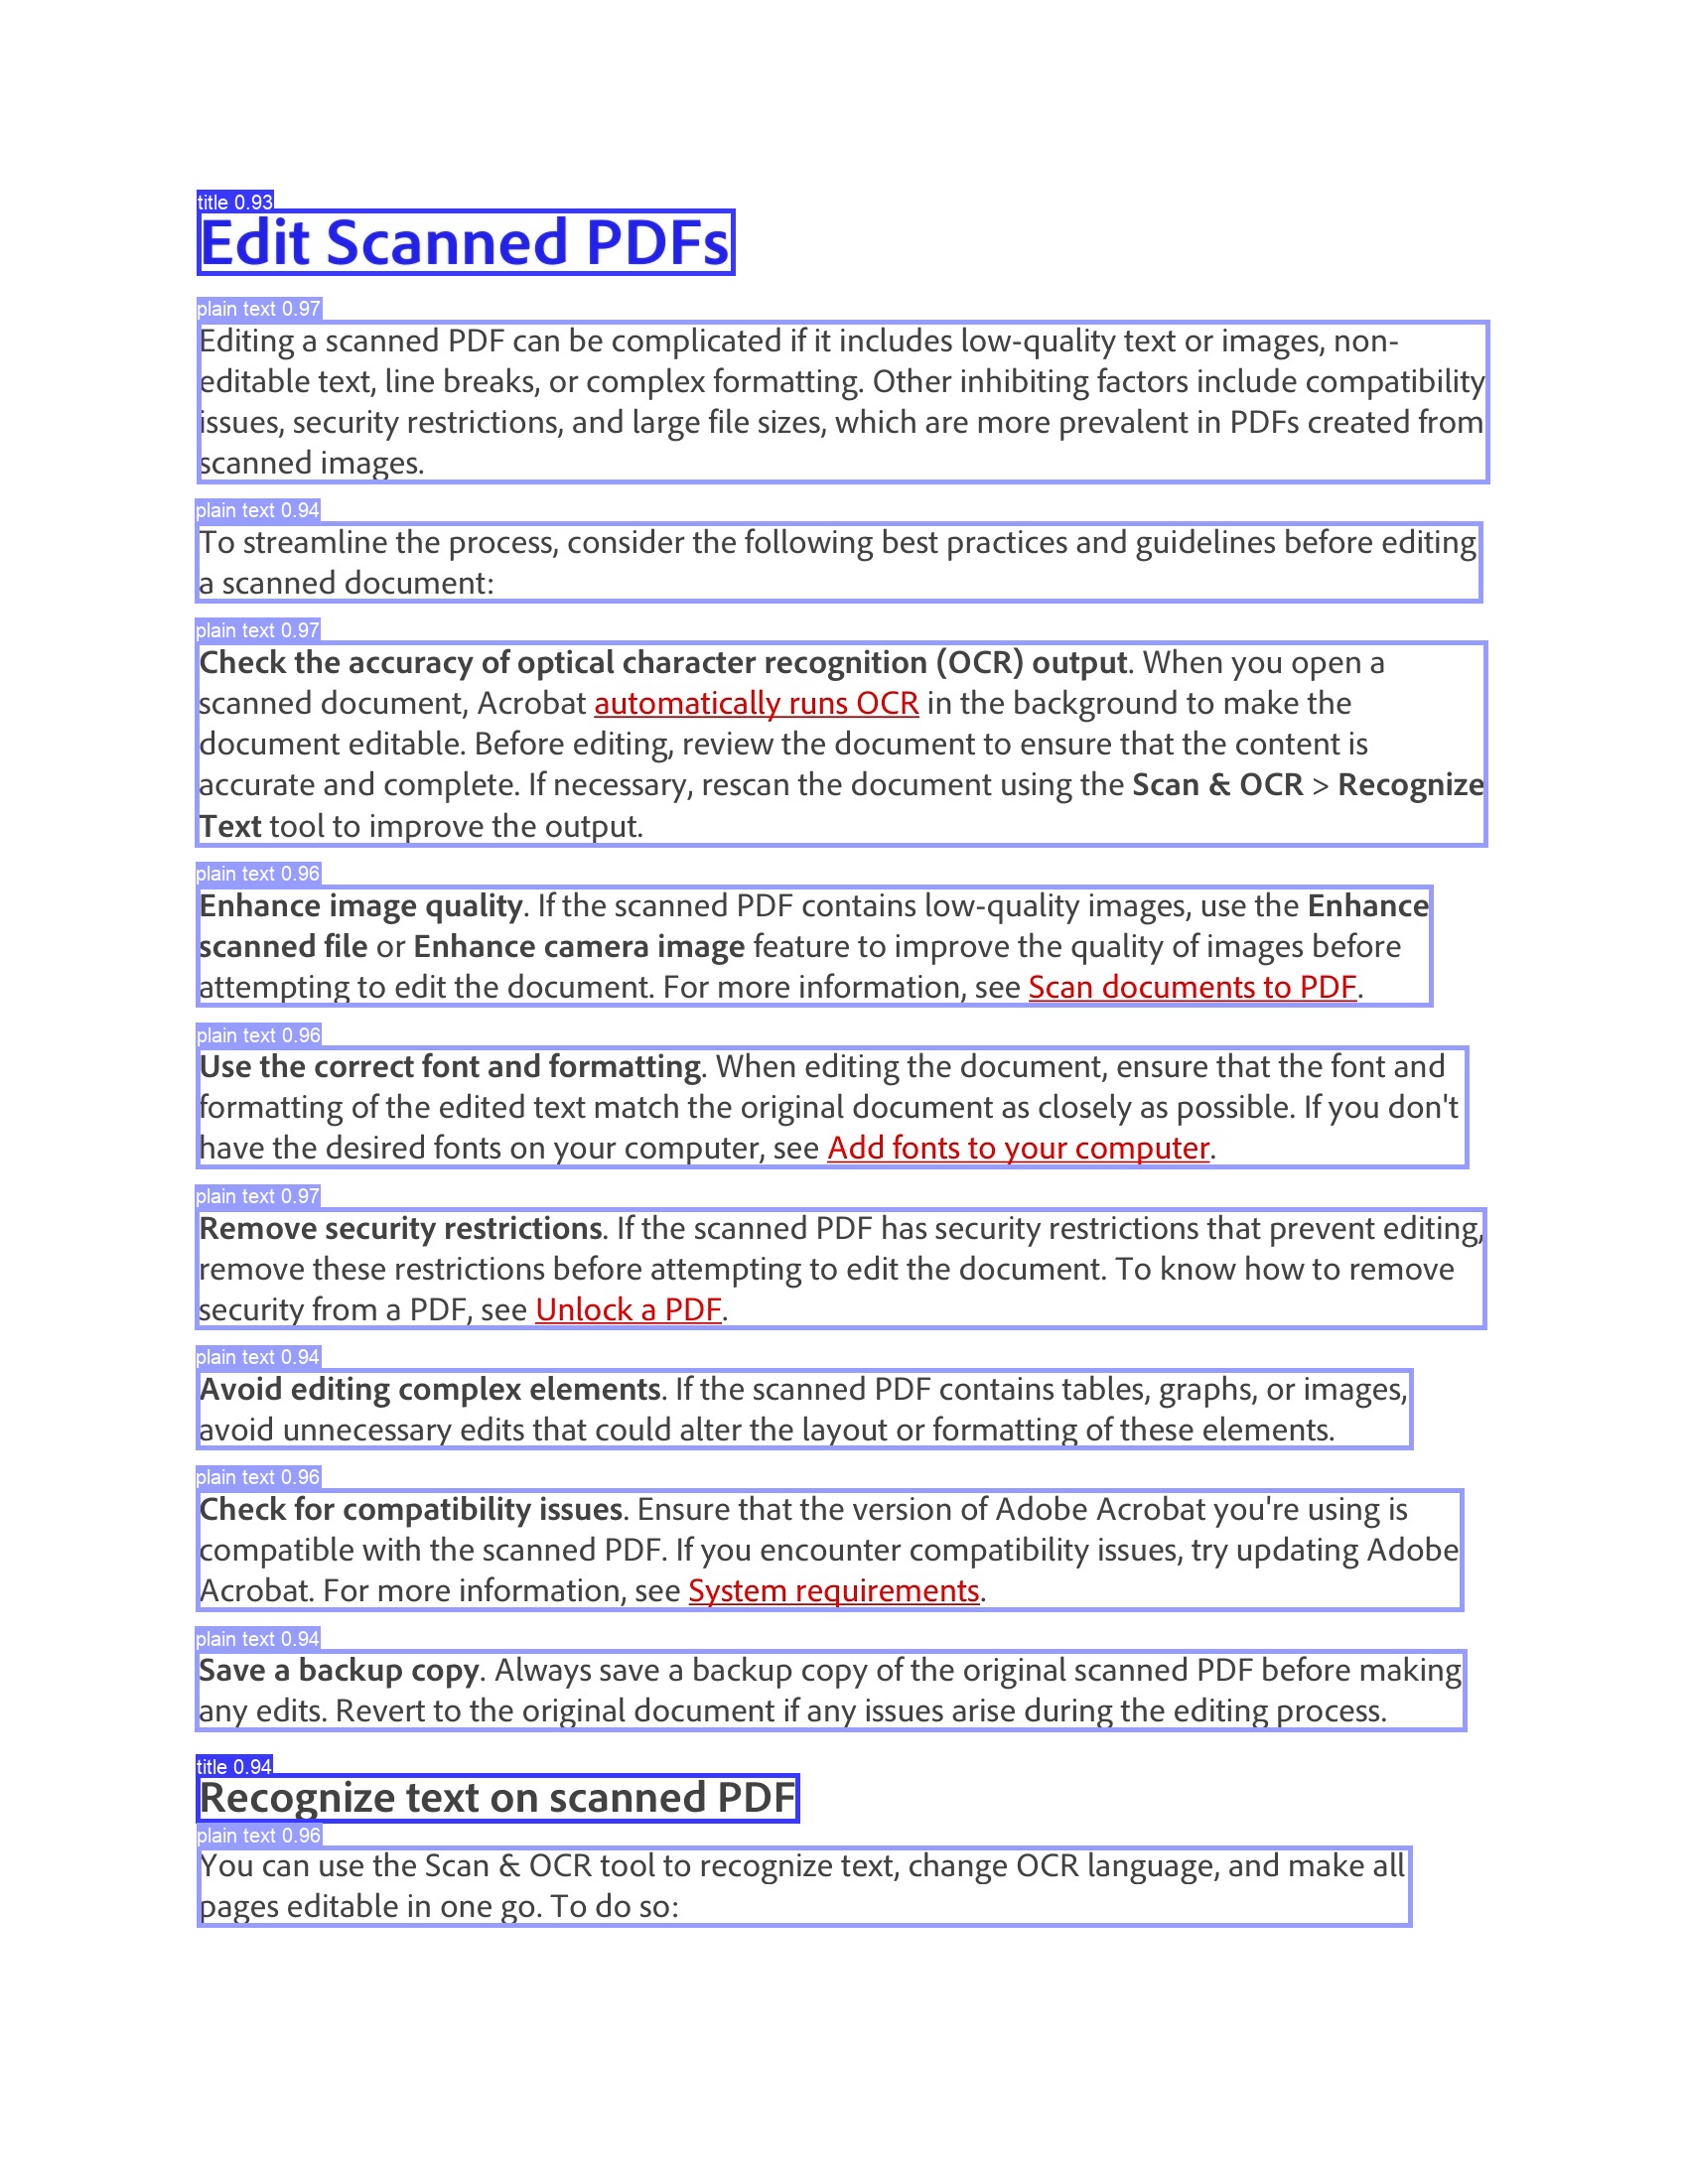 title 0.93
Edit Scanned PDFs
plain text 0.97
Editing a scanned PDF can be complicated if it includes low-quality text or images, non-
editable text, line breaks, or complex formatting. Other inhibiting factors include compatibility
issues, security restrictions, and large file sizes, which are more prevalent in PDFs created from
scanned images.
plain text 0.94
To streamline the process, consider the following best practices and guidelines before editing
a scanned document:
plain text 0.97
Check the accuracy of optical character recognition (OCR) output. When you open a
scanned document, Acrobat automatically runs OCR in the background to make the
document editable. Before editing, review the document to ensure that the content is
accurate and complete. If necessary, rescan the document using the Scan & OCR > Recognize
Text tool to improve the output.
plain text 0.96
Enhance image quality. If the scanned PDF contains low-quality images, use the Enhance
scanned file or Enhance camera image feature to improve the quality of images before
attempting to edit the document. For more information, see Scan documents to PDF.
plain text 0.96
Use the correct font and formatting. When editing the document, ensure that the font and
formatting of the edited text match the original document as closely as possible. If you don't
have the desired fonts on your computer, see Add fonts to your computer.
plain text 0.97
Remove security restrictions. If the scanned PDF has security restrictions that prevent editing,
remove these restrictions before attempting to edit the document. To know how to remove
security from a PDF, see Unlock a PDF.
plain text 0.94
Avoid editing complex elements. If the scanned PDF contains tables, graphs, or images,
avoid unnecessary edits that could alter the layout or formatting of these elements.
plain text 0.96
Check for compatibility issues. Ensure that the version of Adobe Acrobat you're using is
compatible with the scanned PDF. If you encounter compatibility issues, try updating Adobe
Acrobat. For more information, see System requirements.
plain text 0.94
Save a backup copy. Always save a backup copy of the original scanned PDF before making
any edits. Revert to the original document if any issues arise during the editing process.
title 0.94
Recognize text on scanned PDF
plain text 0.96
You can use the Scan & OCR tool to recognize text, change OCR language, and make all
pages editable in one go. To do so: